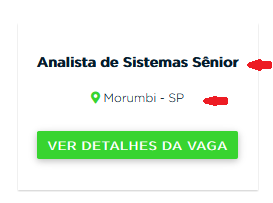 Analista de Sistemas Sênior
Morumbi - SP
VER DETALHES DA VAGA